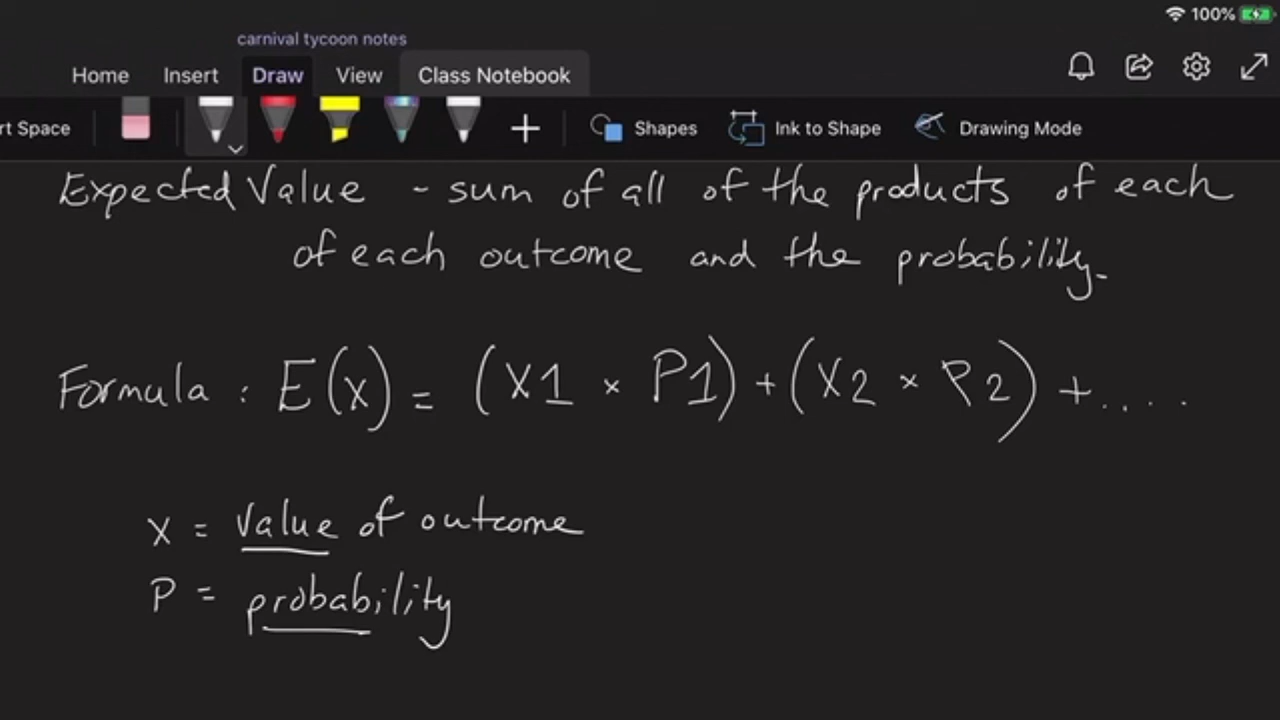 100%
carnival tycoon notes
Home Insert Draw View Class Notebook
rt Space Shapes Ink to Shape Drawing Mode
Expected Value - sum of all of the products of each
of each outcome and the probability.
Formula : E(x) = (X1 × P1) + (X2 × P2) + ....
x = value of outcome
P = probability